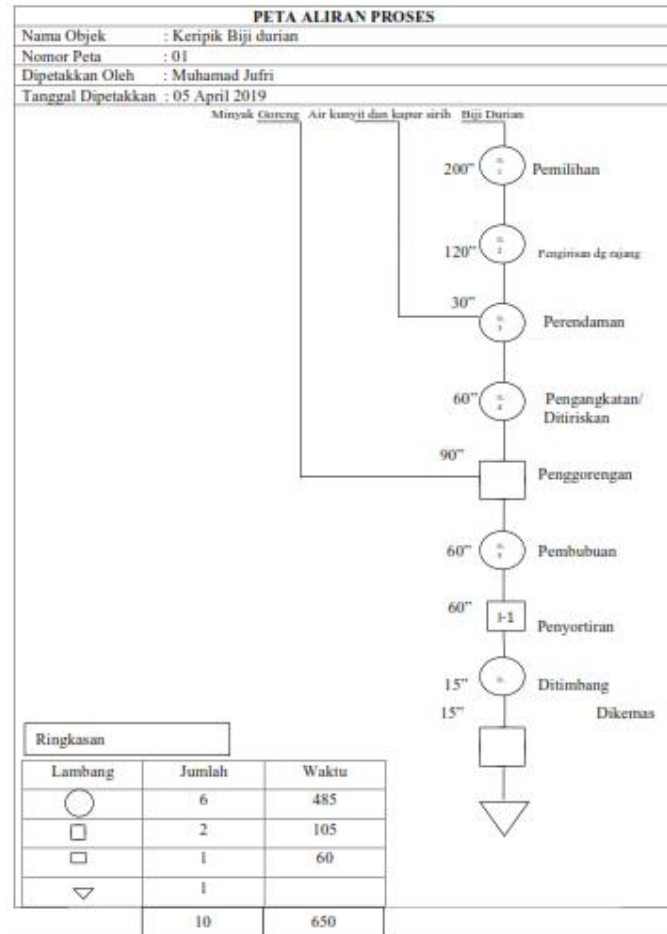 PETA ALIRAN PROSES
Nama Objek : Keripik Biji durian
Nomor Peta : 01
Dipetakkan Oleh : Muhamad Jufri
Tanggal Dipetakkan : 05 April 2019
Minyak Goreng Air kunyit dan kapur sirih Biji Durian
200” Pemilihan
120” Pengirisan dg rajang
30”
Perendaman
60” Pengangkatan/
Ditiriskan
90”
Penggorengan
60” Pembubuan
60” I-1
Penyortiran
15” Ditimbang
15” Dikemas
Ringkasan
Lambang Jumlah Waktu
6 485
2 105
1 60
1
10 650